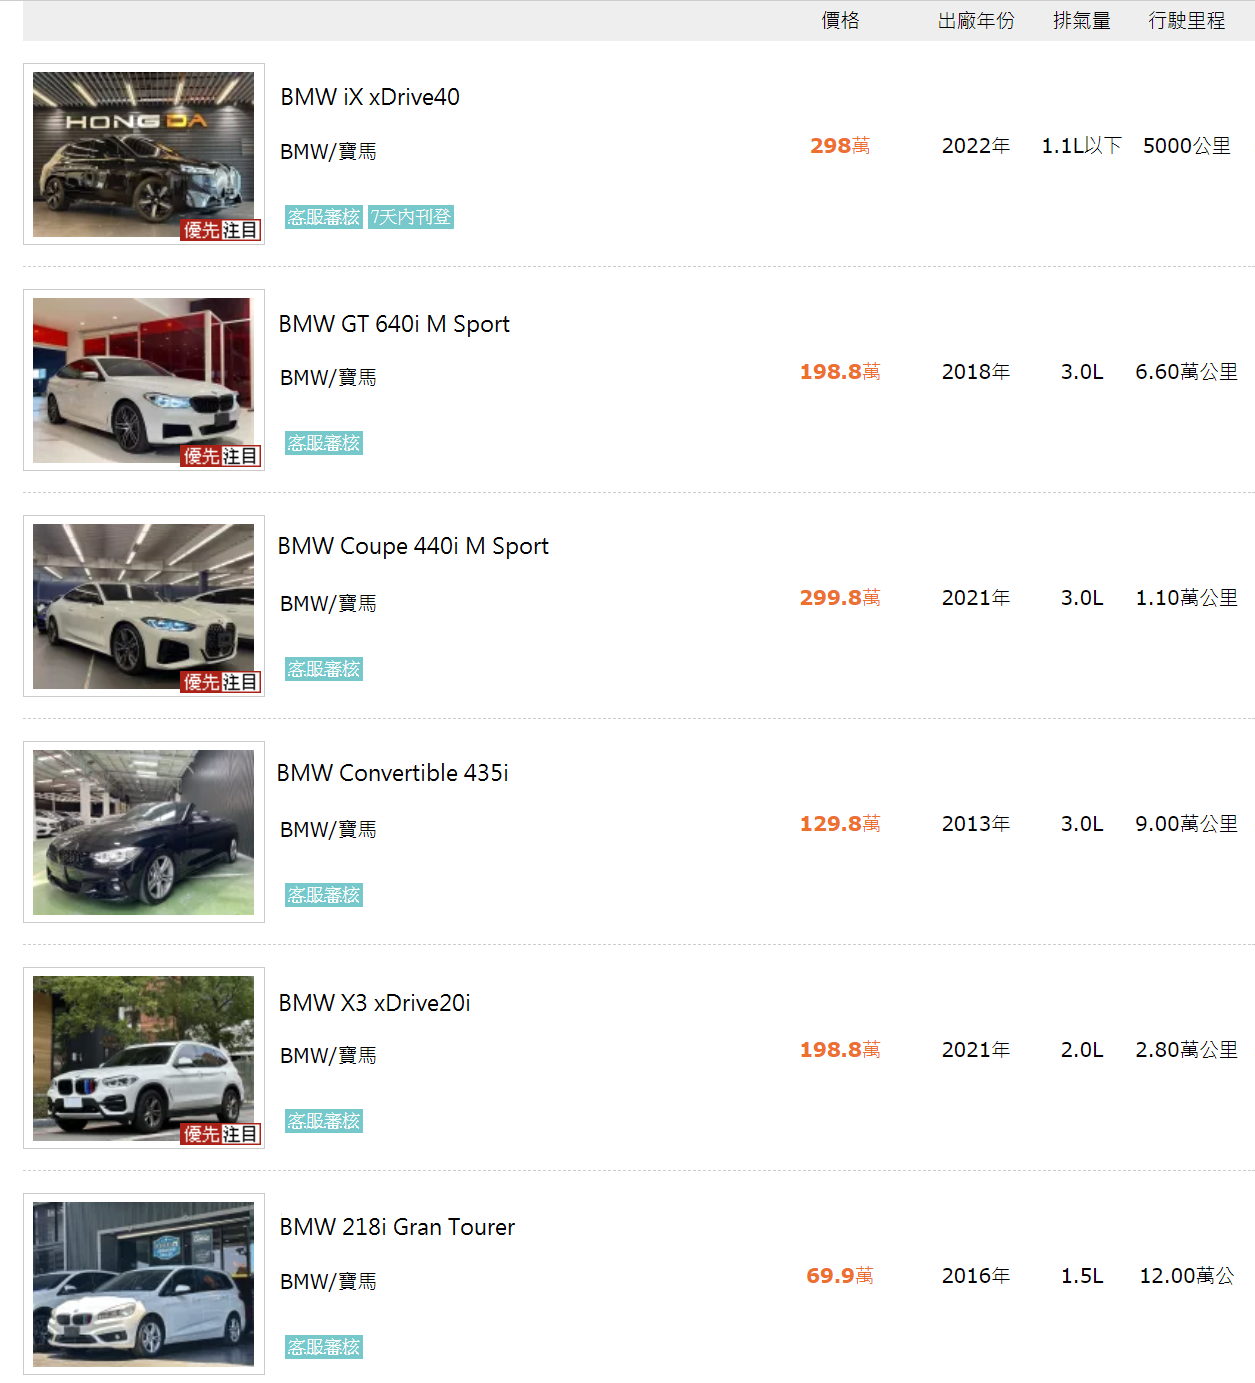 價格 出廠年份 排氣量 行駛里程
HONGDA
優先注目
BMW iX xDrive40
BMW/寶馬
客服審核 7天內刊登
298萬 2022年 1.1L以下 5000公里
優先注目
BMW GT 640i M Sport
BMW/寶馬
客服審核
198.8萬 2018年 3.0L 6.60萬公里
優先注目
BMW Coupe 440i M Sport
BMW/寶馬
客服審核
299.8萬 2021年 3.0L 1.10萬公里
BMW Convertible 435i
BMW/寶馬
客服審核
129.8萬 2013年 3.0L 9.00萬公里
優先注目
BMW X3 xDrive20i
BMW/寶馬
客服審核
198.8萬 2021年 2.0L 2.80萬公里
BMW 218i Gran Tourer
BMW/寶馬
客服審核
69.9萬 2016年 1.5L 12.00萬公